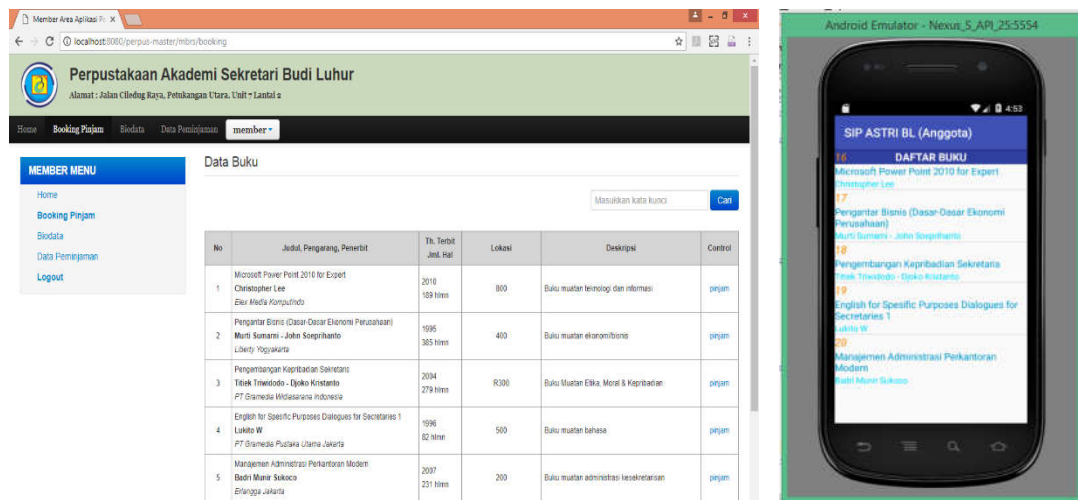 Member Area Aplikasi Pe
localhost:8080/perpus-master/mbrs/booking
Perpustakaan Akademi Sekretari Budi Luhur
Alamat : Jalan Ciledug Raya, Petukangan Utara. Unit 7 Lantai 2
Home Booking Pinjam Biodata Data Peminjaman member
MEMBER MENU
Home
Booking Pinjam
Biodata
Data Peminjaman
Logout
Data Buku
Masukkan kata kunci Cari
No Judul, Pengarang, Penerbit Th. Terbit Jml. Hal Lokasi Deskripsi Control
1
Microsoft Power Point 2010 for Expert
Christopher Lee
Elex Media Komputindo
2010
189 hlmn
800
Buku muatan teknologi dan informasi
pinjam
2
Pengantar Bisnis (Dasar-Dasar Ekonomi Perusahaan)
Murti Sumarni - John Soeprihanto
Liberty Yogyakarta
1995
385 hlmn
400
Buku muatan ekonomi/bisnis
pinjam
3
Pengembangan Kepribadian Sekretaris
Titiek Triwidodo - Djoko Kristanto
PT Gramedia Widiasarana Indonesia
2004
279 hlmn
R300
Buku Muatan Etika, Moral & Kepribadian
pinjam
4
English for Spesific Purposes Dialogues for Secretaries 1
Lukito W
PT Gramedia Pustaka Utama Jakarta
1996
82 hlmn
500
Buku muatan bahasa
pinjam
5
Manajemen Administrasi Perkantoran Modern
Badri Munir Sukoco
Erlangga Jakarta
2007
231 hlmn
200
Buku muatan administrasi kesekretarisan
pinjam
Android Emulator - Nexus_S_API_25:5554
4:53
SIP ASTRI BL (Anggota)
16 DAFTAR BUKU
Microsoft Power Point 2010 for Expert
Christopher Lee
17
Pengantar Bisnis (Dasar-Dasar Ekonomi
Perusahaan)
Murti Sumarni - John Soeprihanto
18
Pengembangan Kepribadian Sekretaris
Titiek Triwidodo - Djoko Kristanto
19
English for Spesific Purposes Dialogues for
Secretaries 1
Lukito W
20
Manajemen Administrasi Perkantoran
Modern
Badri Munir Sukoco